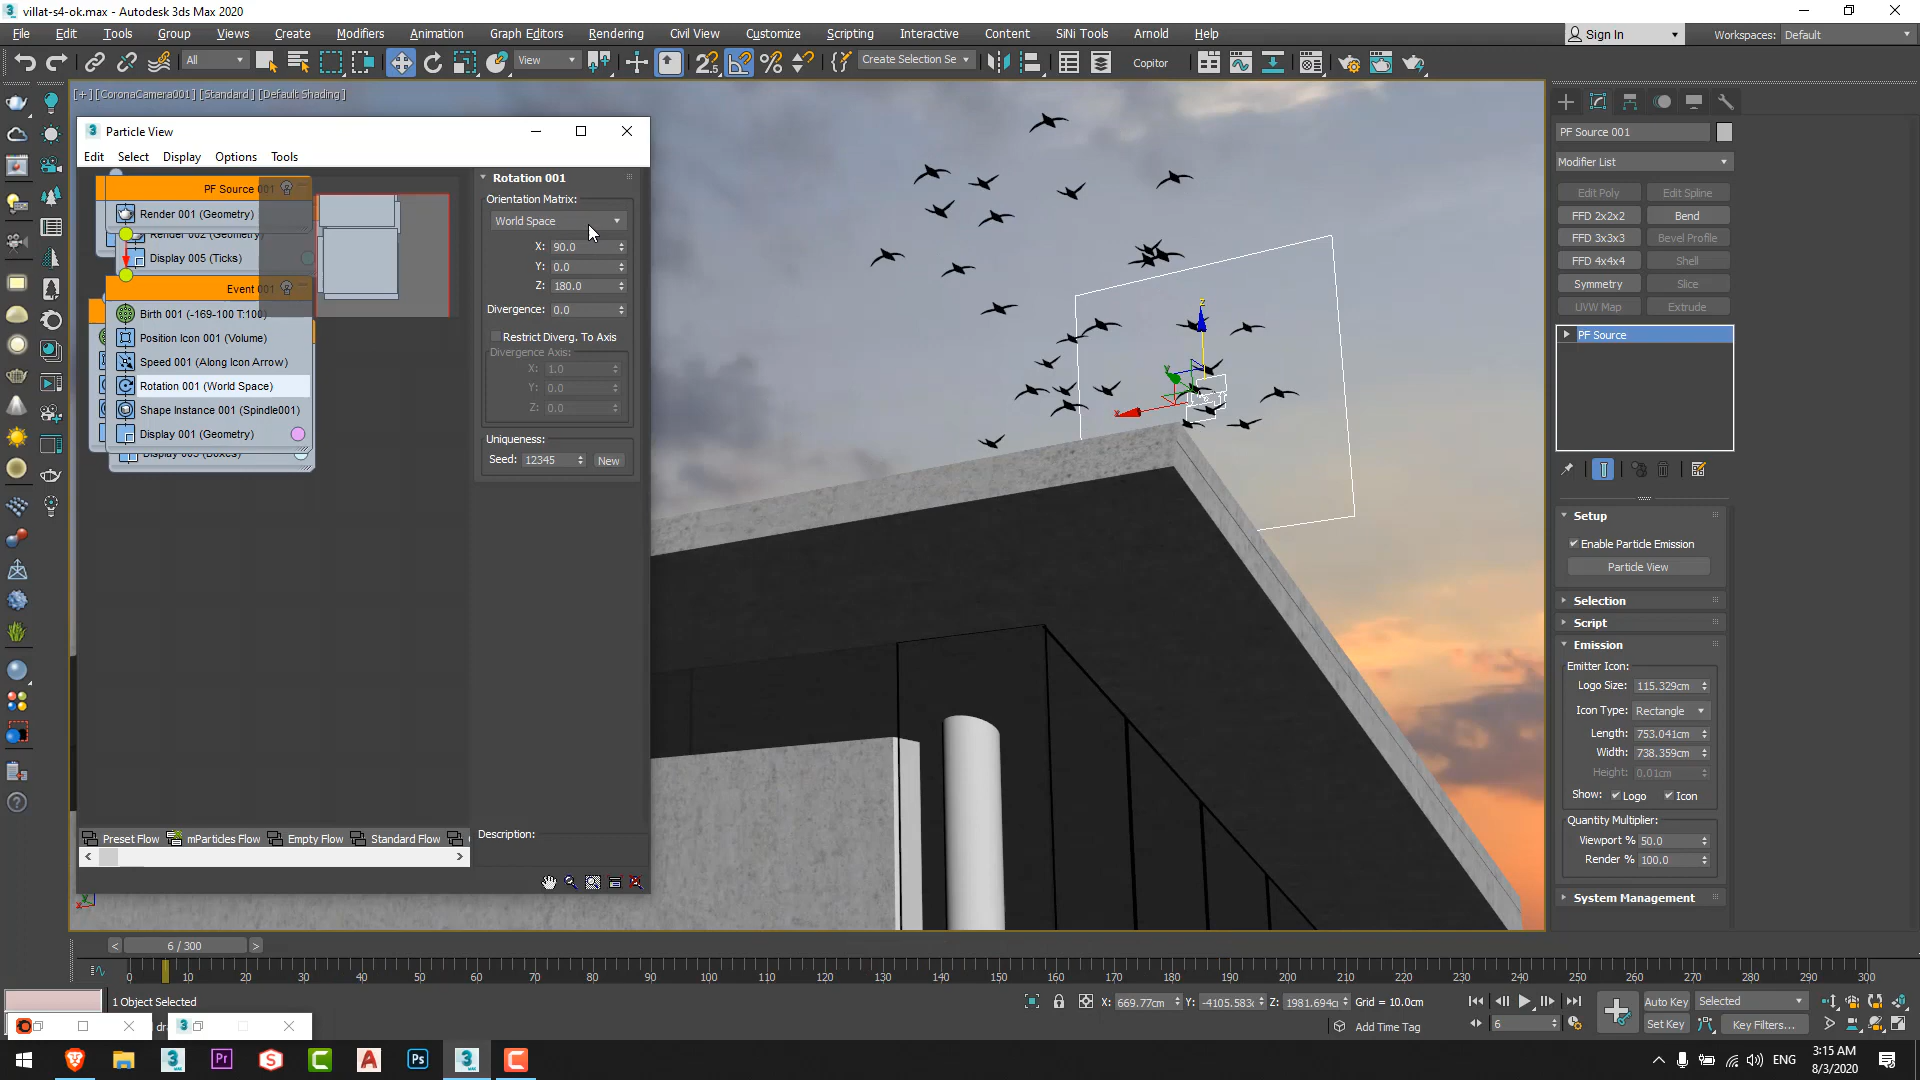 villat-s4-ok.max - Autodesk 3ds Max 2020
File Edit Tools Group Views Create Modifiers Animation Graph Editors Rendering Civil View Customize Scripting Interactive Content SiNi Tools Arnold Help
Sign In
Workspaces: Default
All
View
Create Selection Se
Copitor
[+] [CoronaCamera001] [Standard] [Default Shading]
Particle View
Edit Select Display Options Tools
PF Source 001
Render 001 (Geometry)
Render 002 (Geometry)
Display 005 (Ticks)
Event 001
Birth 001 (-169-100 T:100)
Position Icon 001 (Volume)
Speed 001 (Along Icon Arrow)
Rotation 001 (World Space)
Shape Instance 001 (Spindle001)
Display 001 (Geometry)
Rotation 001
Orientation Matrix:
World Space
X: 90.0
Y: 0.0
Z: 180.0
Divergence: 0.0
Restrict Diverg. To Axis
Divergence Axis:
X: 1.0
Y: 0.0
Z: 0.0
Uniqueness:
Seed: 12345 New
Preset Flow mParticles Flow Empty Flow Standard Flow
Description:
PF Source 001
Modifier List
Edit Poly Edit Spline
FFD 2x2x2 Bend
FFD 3x3x3 Bevel Profile
FFD 4x4x4 Shell
Symmetry Slice
UVW Map Extrude
PF Source
Setup
Enable Particle Emission
Particle View
Selection
Script
Emission
Emitter Icon:
Logo Size: 115.329cm
Icon Type: Rectangle
Length: 753.041cm
Width: 738.359cm
Height: 0.01cm
Show: Logo Icon
Quantity Multiplier:
Viewport % 50.0
Render % 100.0
System Management
6 / 300
0 10 20 30 40 50 60 70 80 90 100 110 120 130 140 150 160 170 180 190 200 210 220 230 240 250 260 270 280 290 300
1 Object Selected
X: 669.77cm Y: -4105.583c Z: 1981.694cr Grid = 10.0cm
Add Time Tag
6
Auto Key Selected
Set Key Key Filters...
ENG
3:15 AM
8/3/2020